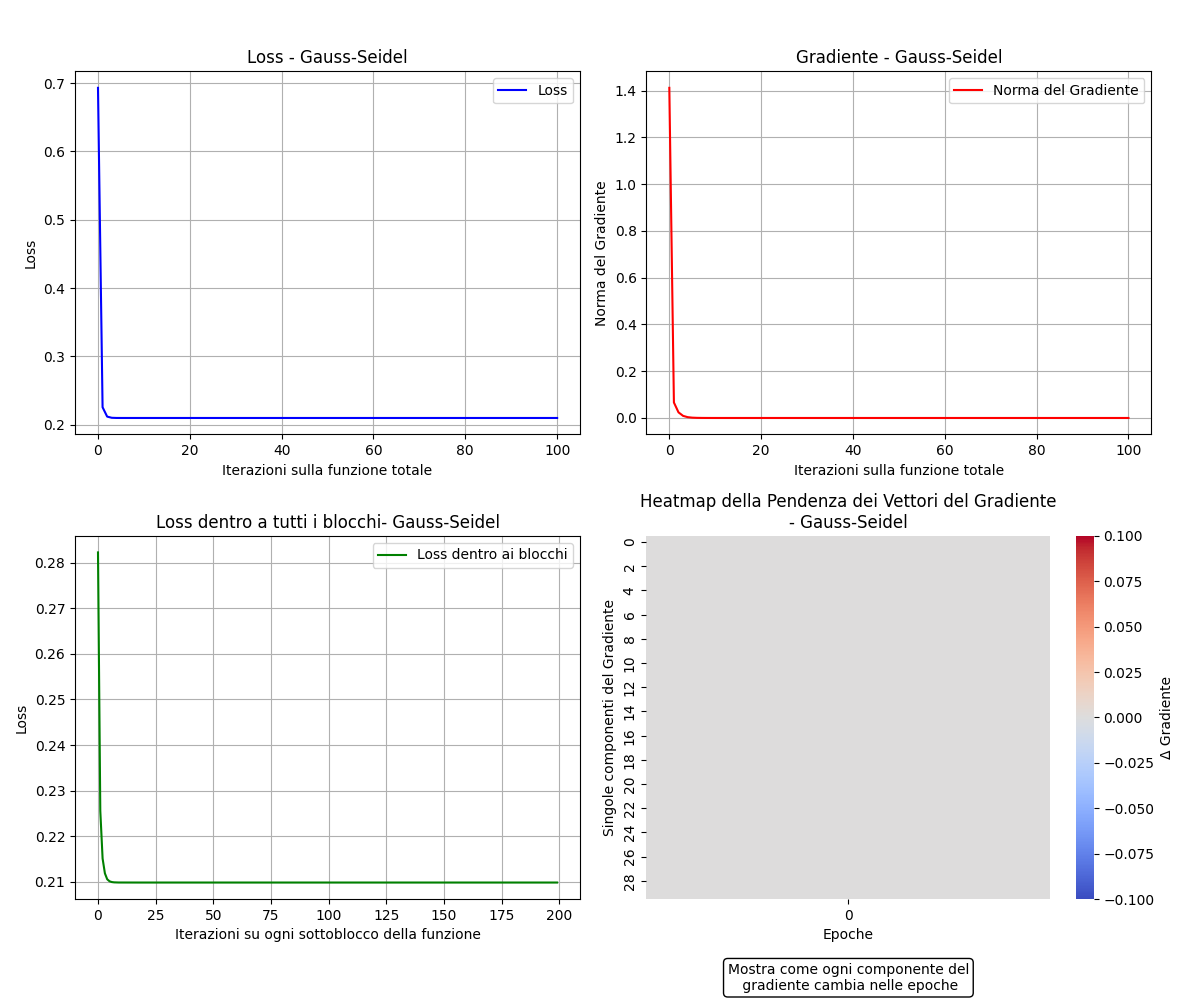 Loss - Gauss-Seidel
Loss
0.7
0.6
0.5
0.4
0.3
0.2
Loss
0 20 40 60 80 100
Iterazioni sulla funzione totale
Gradiente - Gauss-Seidel
Norma del Gradiente
1.4
1.2
1.0
0.8
0.6
0.4
0.2
0.0
Norma del Gradiente
0 20 40 60 80 100
Iterazioni sulla funzione totale
Loss dentro a tutti i blocchi- Gauss-Seidel
Loss dentro ai blocchi
0.28
0.27
0.26
0.25
0.24
0.23
0.22
0.21
Loss
0 25 50 75 100 125 150 175 200
Iterazioni su ogni sottoblocco della funzione
Heatmap della Pendenza dei Vettori del Gradiente
- Gauss-Seidel
0
2
4
6
8
10
12
14
16
18
20
22
24
26
28
Singole componenti del Gradiente
0
Epoche
0.100
0.075
0.050
0.025
0.000
−0.025
−0.050
−0.075
−0.100
Δ Gradiente
Mostra come ogni componente del
gradiente cambia nelle epoche